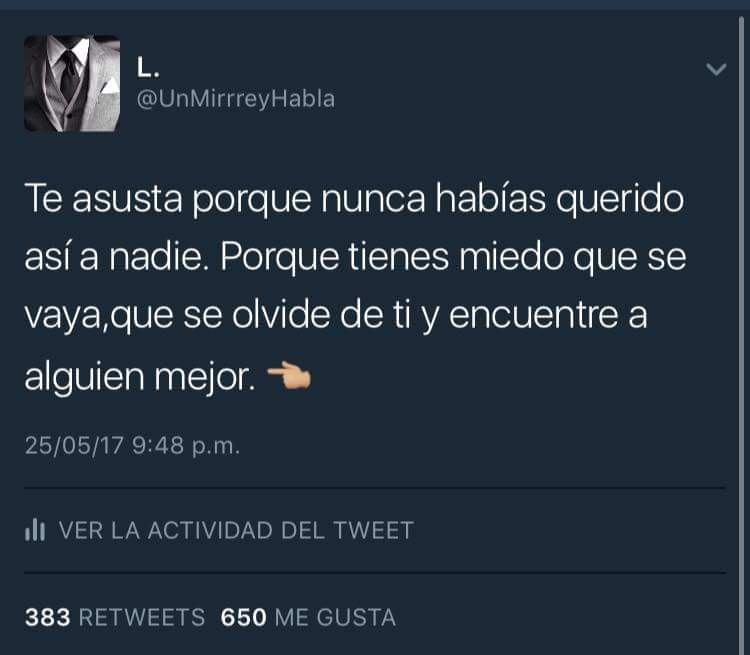 L.
@UnMirrreyHabla
Te asusta porque nunca habías querido
así a nadie. Porque tienes miedo que se
vaya,que se olvide de ti y encuentre a
alguien mejor. 👈🏼
25/05/17 9:48 p.m.
VER LA ACTIVIDAD DEL TWEET
383 RETWEETS 650 ME GUSTA